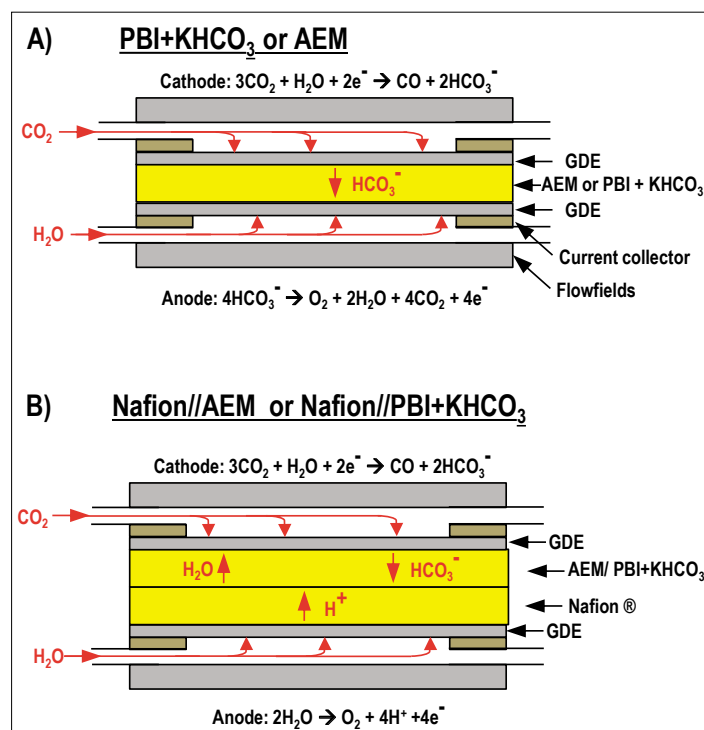 A) PBI+KHCO₃ or AEM
Cathode: 3CO₂ + H₂O + 2e⁻ → CO + 2HCO₃⁻
CO₂
GDE
HCO₃⁻
AEM or PBI + KHCO₃
GDE
H₂O
Current collector
Flowfields
Anode: 4HCO₃⁻ → O₂ + 2H₂O + 4CO₂ + 4e⁻
B) Nafion//AEM or Nafion//PBI+KHCO₃
Cathode: 3CO₂ + H₂O + 2e⁻ → CO + 2HCO₃⁻
CO₂
GDE
H₂O HCO₃⁻
AEM/ PBI+KHCO₃
H⁺
Nafion ®
GDE
H₂O
Anode: 2H₂O → O₂ + 4H⁺ +4e⁻